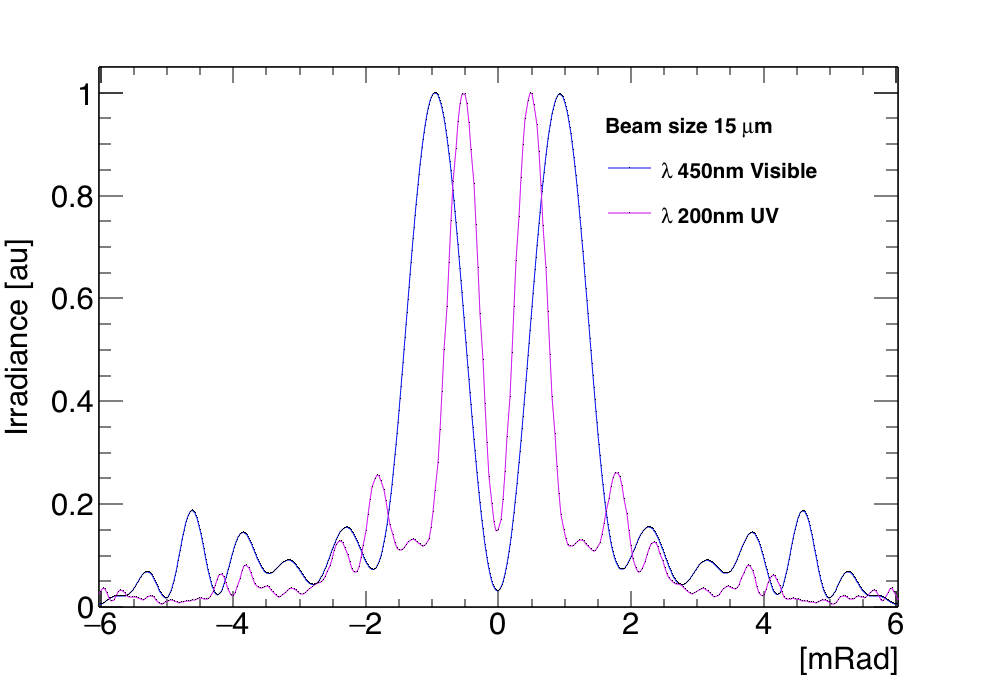 Irradiance [au]
1
0.8
0.6
0.4
0.2
0
Beam size 15 μm
λ 450nm Visible
λ 200nm UV
−6 −4 −2 0 2 4 6
[mRad]